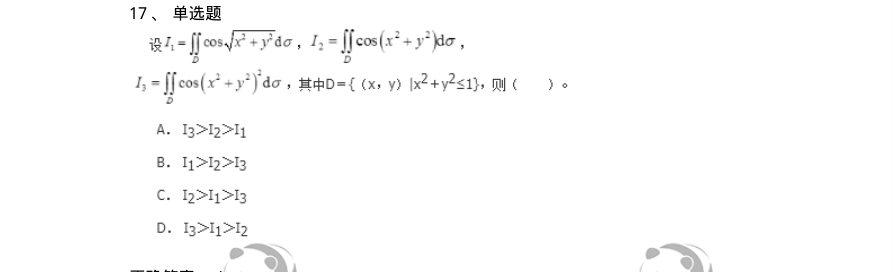 17 、 单选题
设I₁=∬_D cos√(x²+y²)dσ，I₂=∬_D cos(x²+y²)dσ，
I₃=∬_D cos(x²+y²)²dσ，其中D={（x，y）|x²+y²≤1}，则（　　）。
A. I₃>I₂>I₁
B. I₁>I₂>I₃
C. I₂>I₁>I₃
D. I₃>I₁>I₂